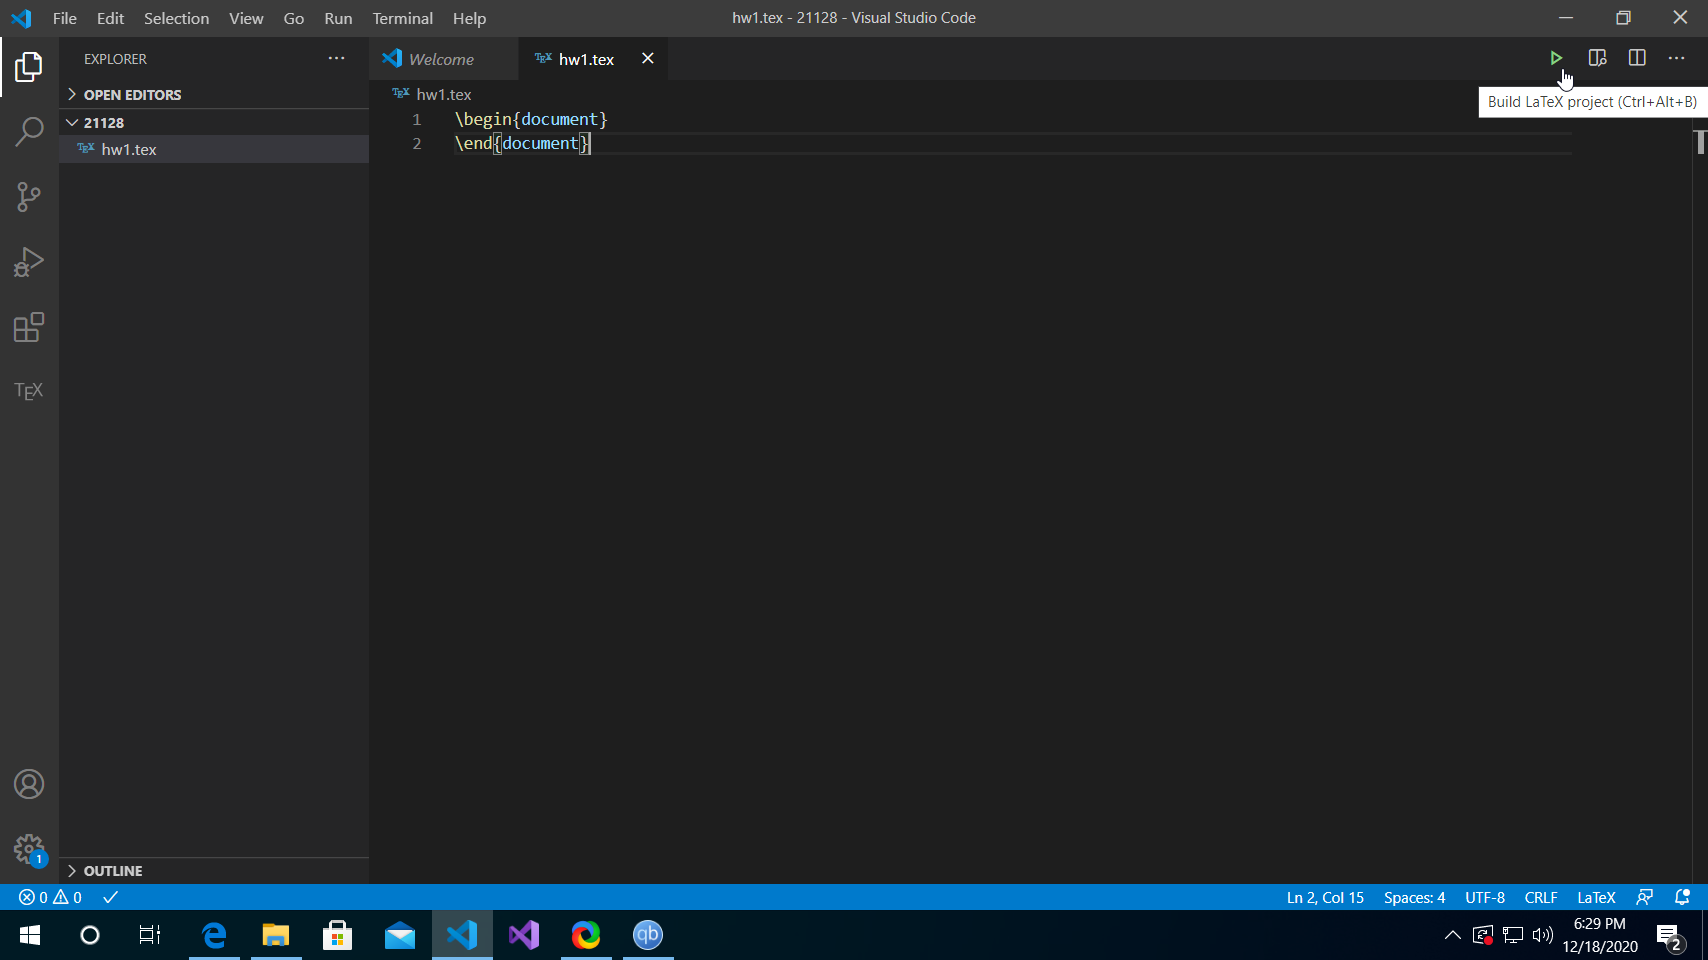 File Edit Selection View Go Run Terminal Help hw1.tex - 21128 - Visual Studio Code
EXPLORER
Welcome hw1.tex
OPEN EDITORS
hw1.tex
Build LaTeX project (Ctrl+Alt+B)
21128
1 \begin{document}
2 \end{document}
TEX hw1.tex
TEX
1
OUTLINE
0 0 Ln 2, Col 15 Spaces: 4 UTF-8 CRLF LaTeX
qb
6:29 PM
12/18/2020
2